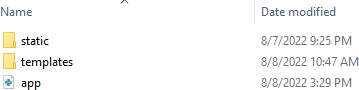 Name Date modified
static 8/7/2022 9:25 PM
templates 8/8/2022 10:47 AM
app 8/8/2022 3:29 PM